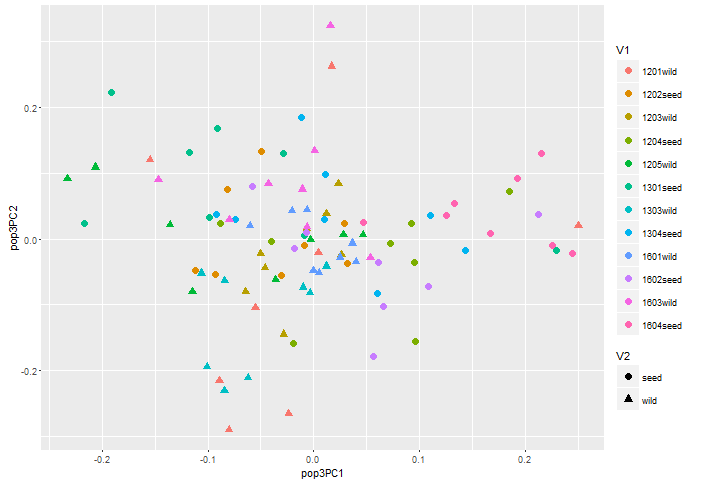 V1
1201wild
1202seed
1203wild
1204seed
1205wild
1301seed
1303wild
1304seed
1601wild
1602seed
1603wild
1604seed
V2
seed
wild
pop3PC2
0.2
0.0
-0.2
-0.2
-0.1
0.0
0.1
0.2
pop3PC1